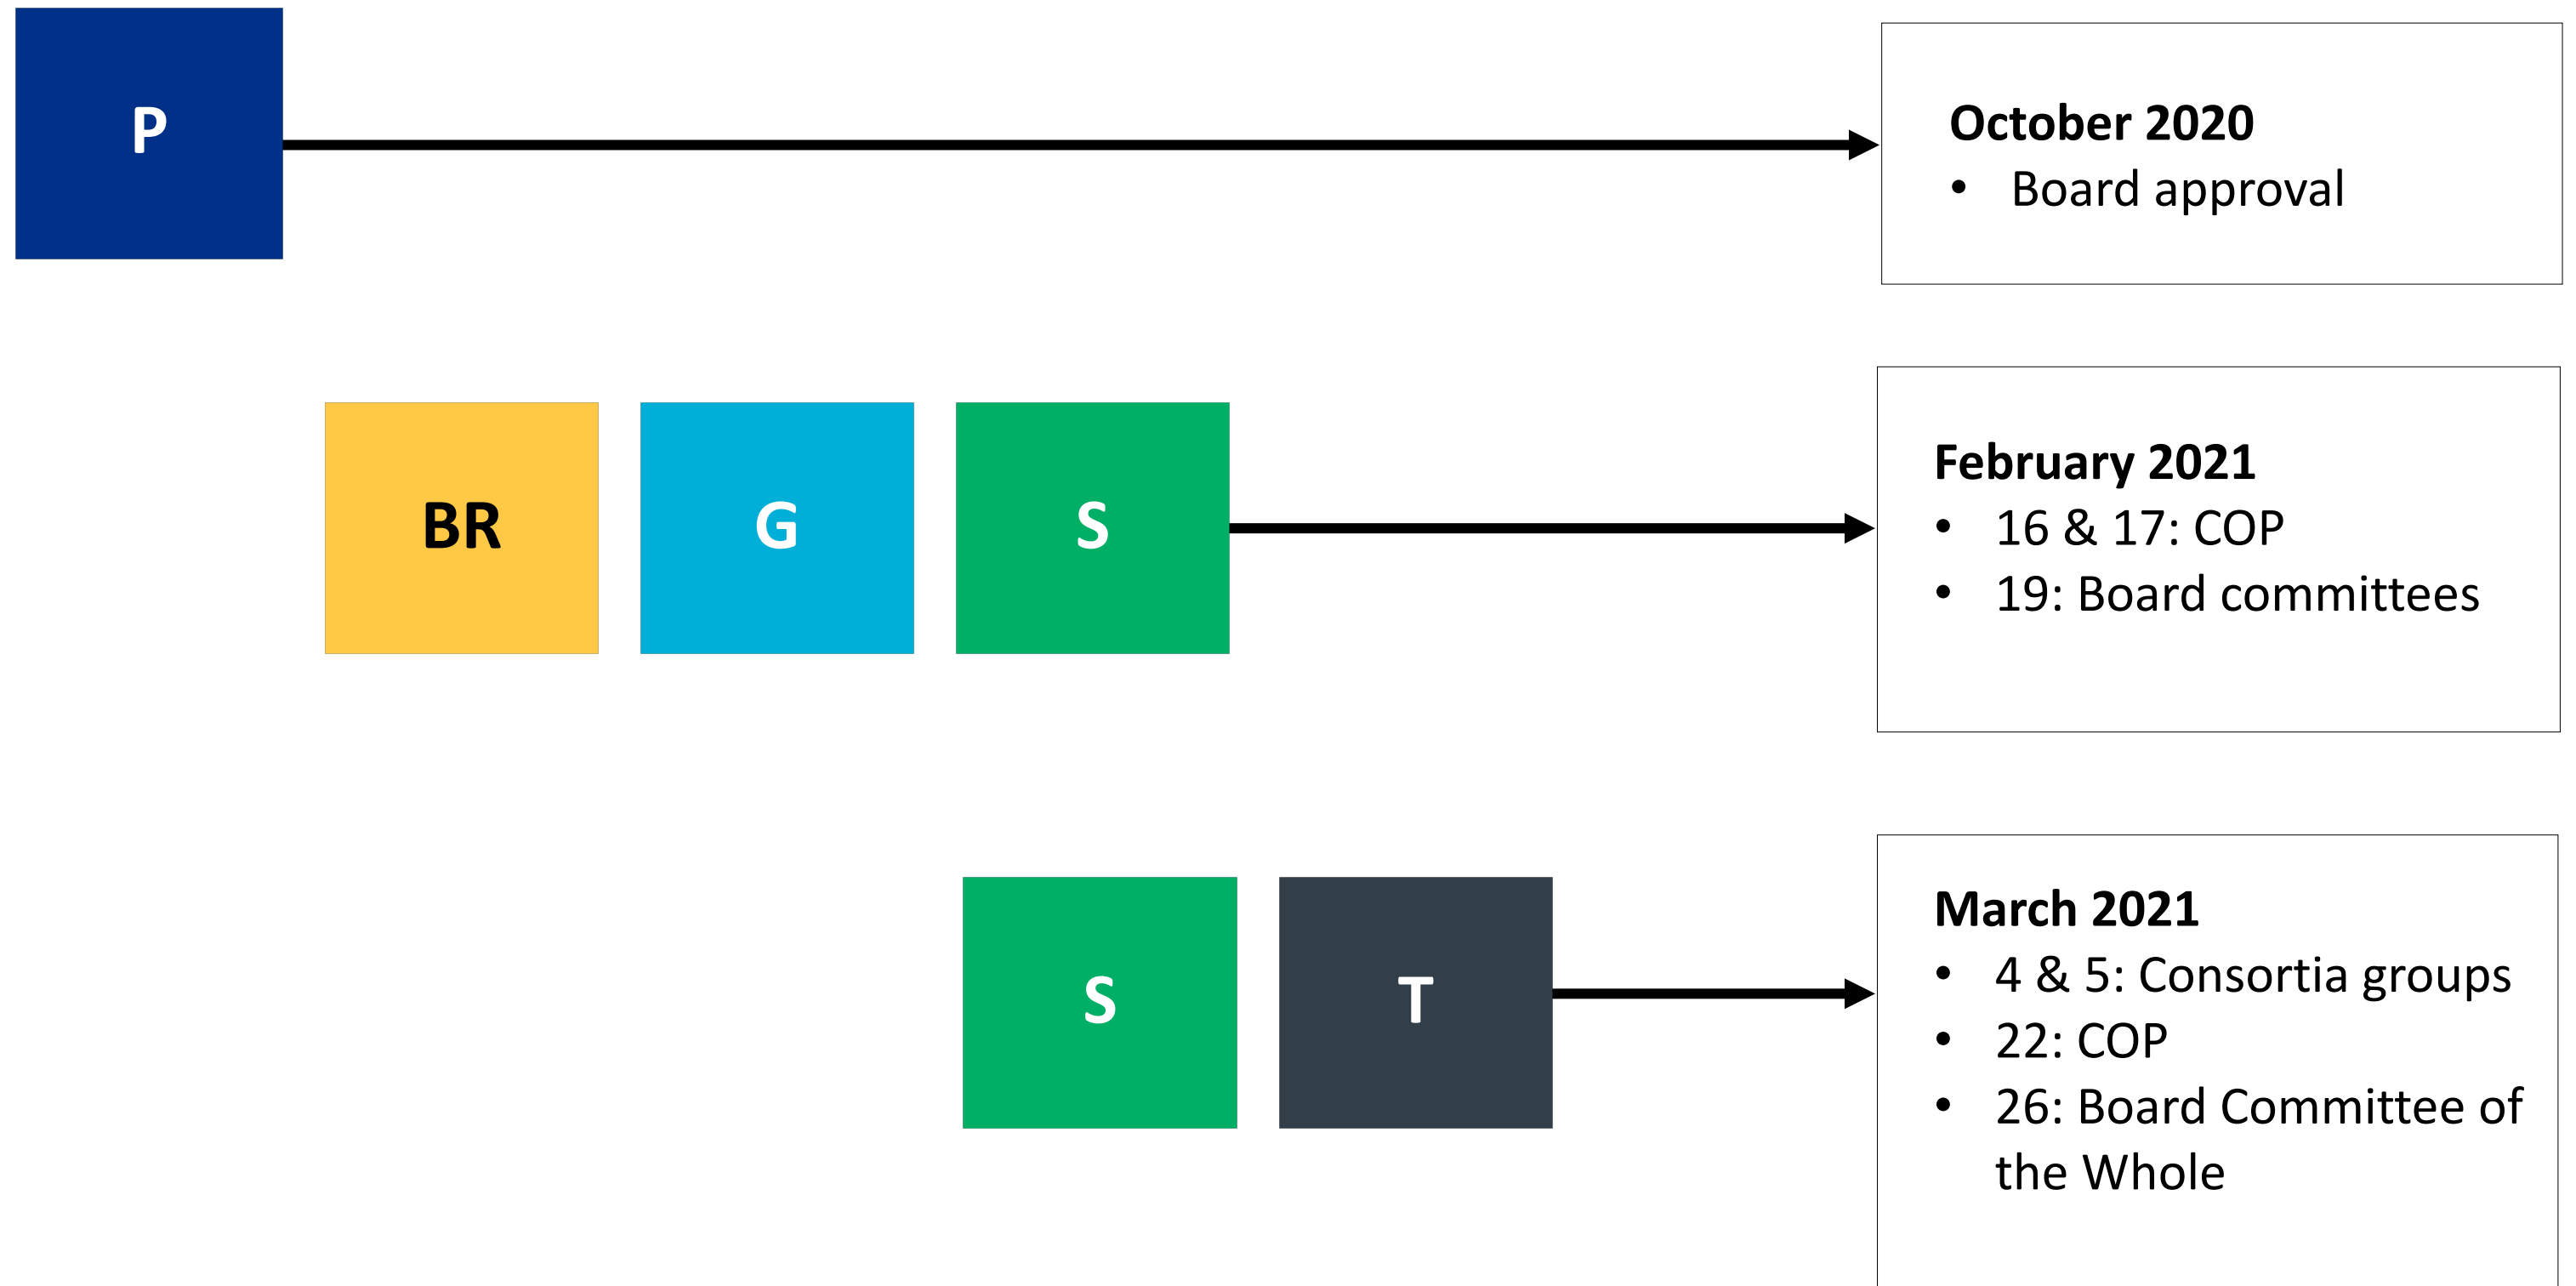 P
October 2020
• Board approval
BR
G
S
February 2021
• 16 & 17: COP
• 19: Board committees
S
T
March 2021
• 4 & 5: Consortia groups
• 22: COP
• 26: Board Committee of
the Whole